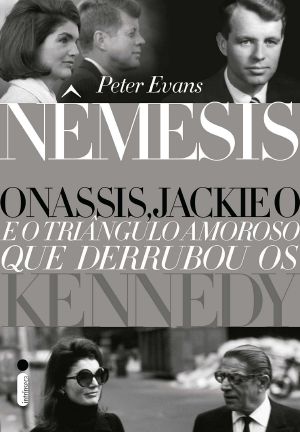 Peter Evans
NÊMESIS
ONASSIS, JACKIE O
E O TRIÂNGULO AMOROSO
QUE DERRUBOU OS
KENNEDY
intrínseca